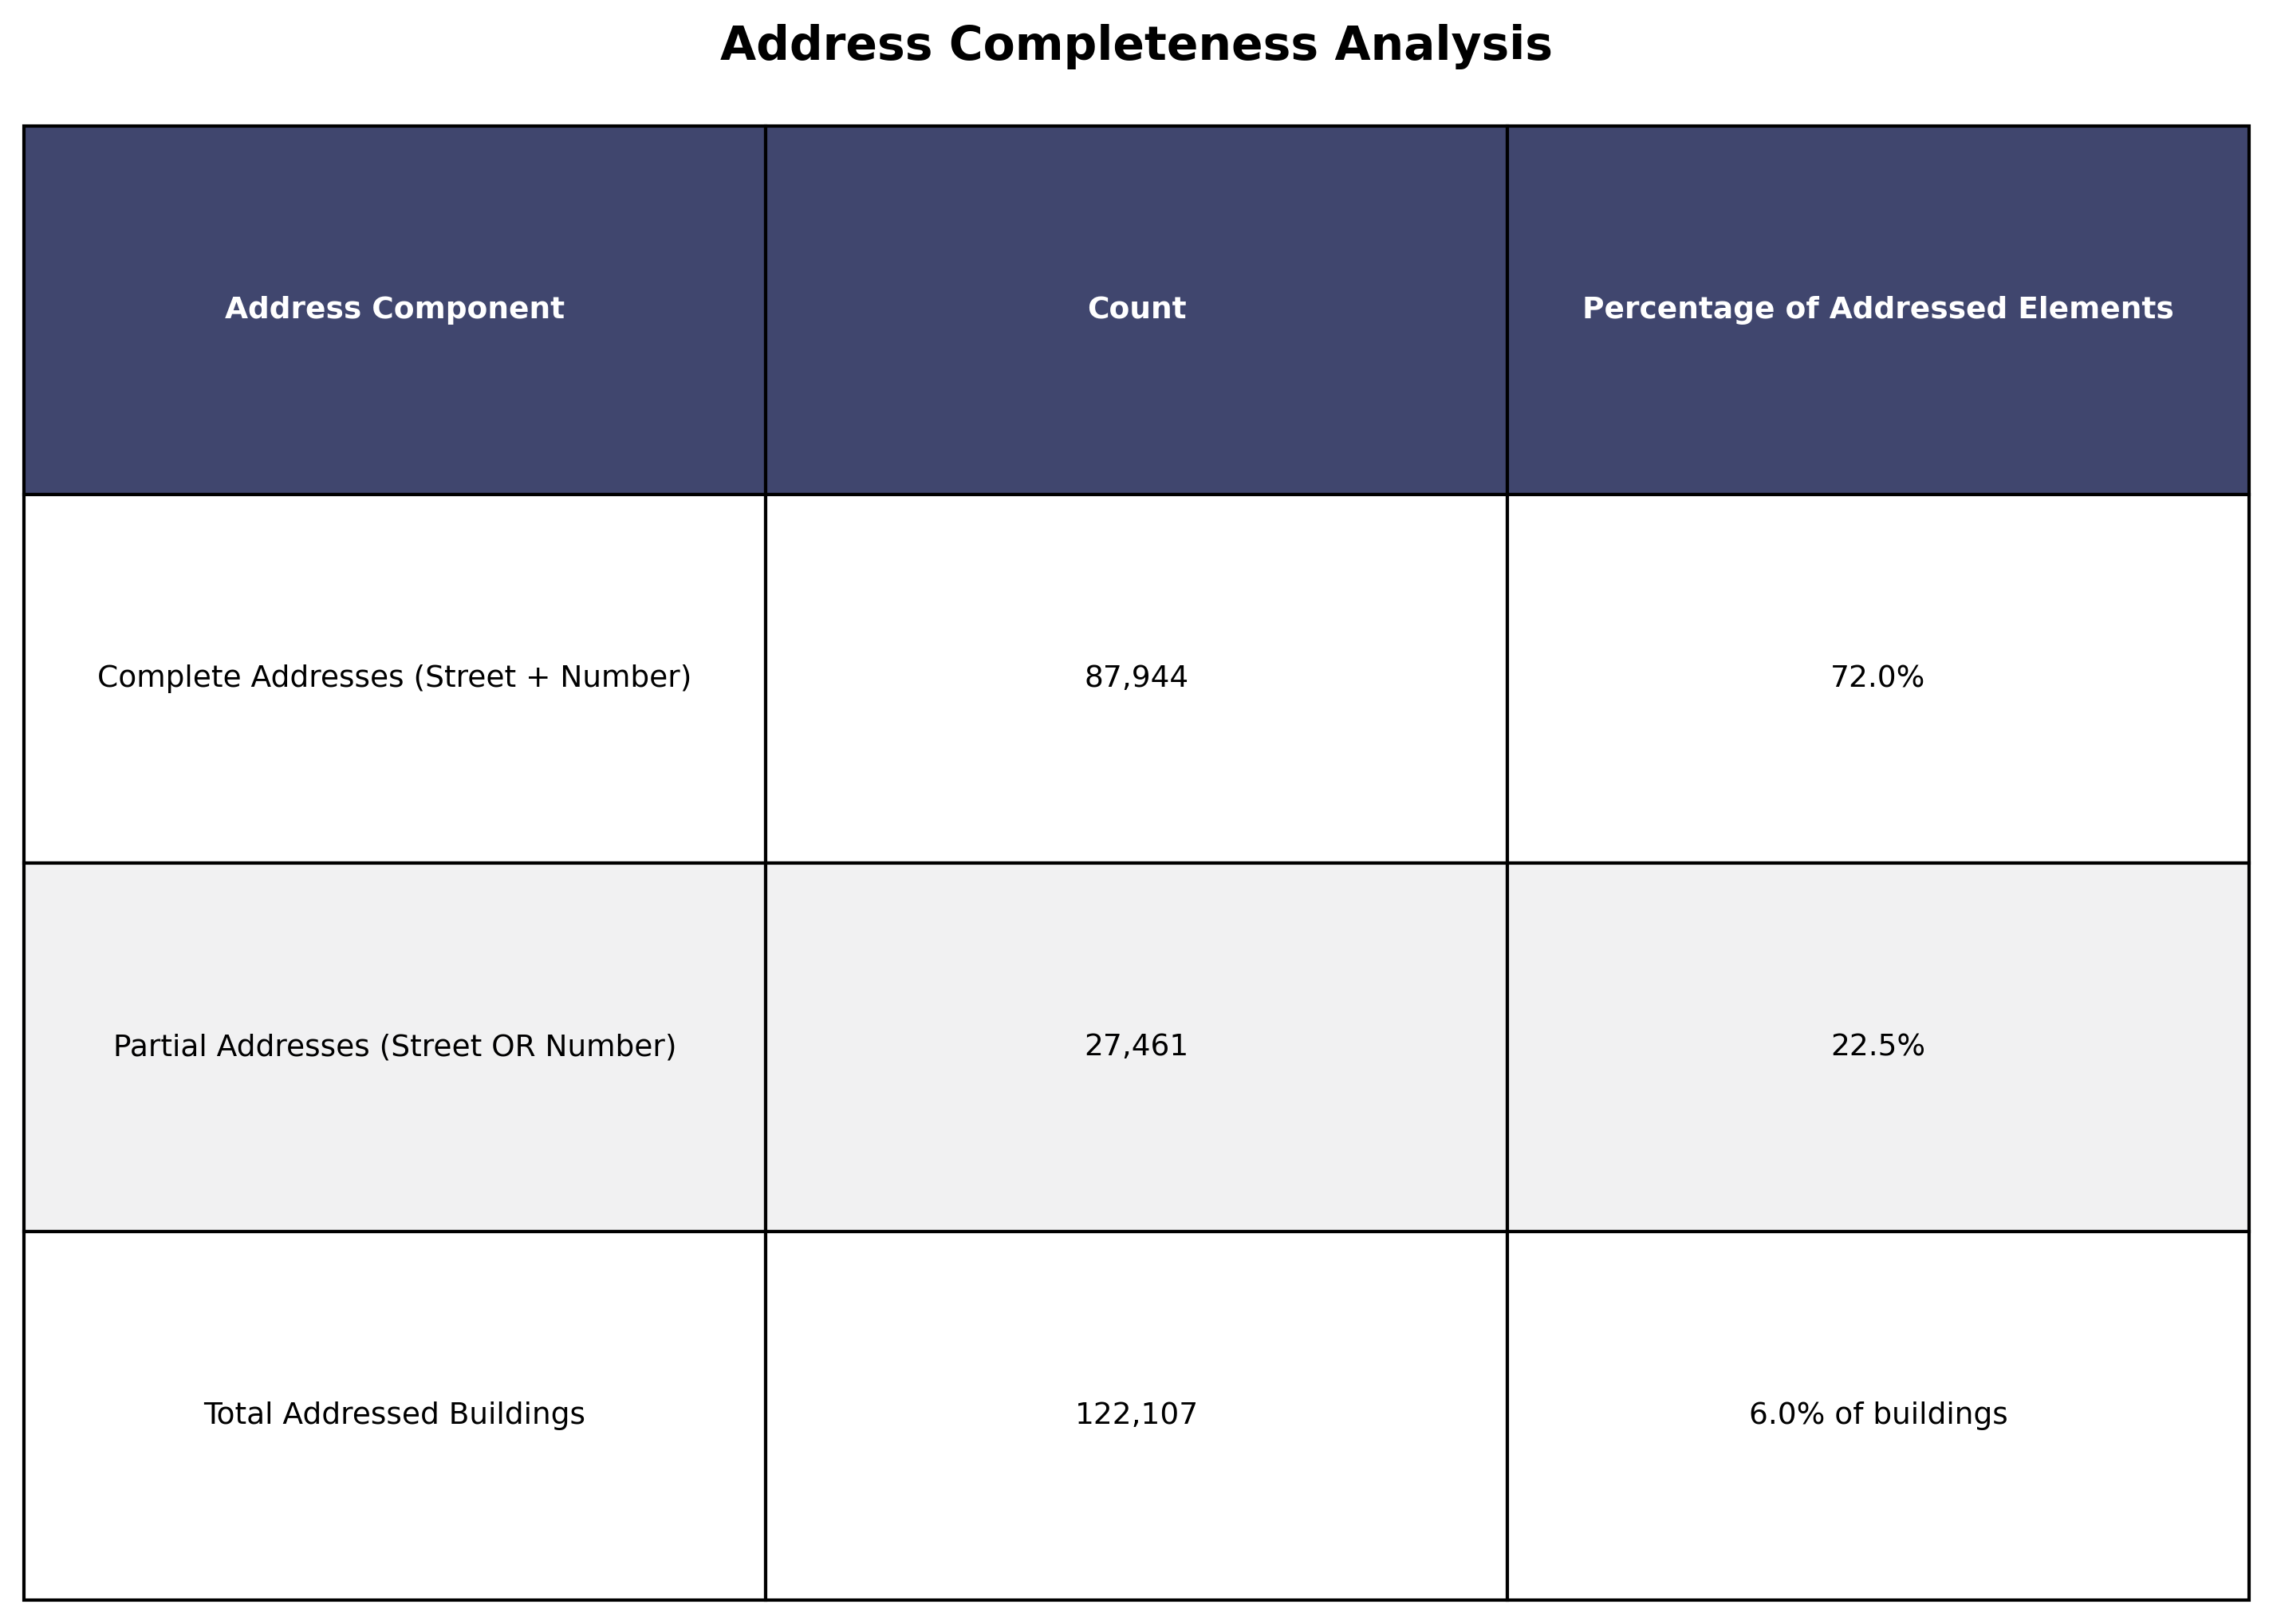 Address Completeness Analysis
Address Component Count Percentage of Addressed Elements
Complete Addresses (Street + Number) 87,944 72.0%
Partial Addresses (Street OR Number) 27,461 22.5%
Total Addressed Buildings 122,107 6.0% of buildings